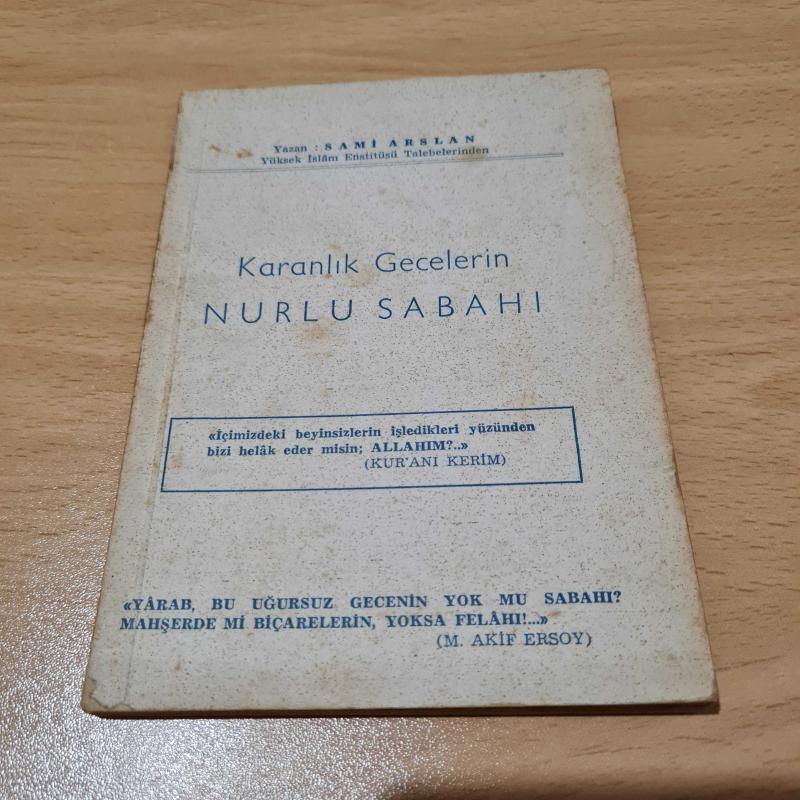 Yazan : SAMİ ARSLAN
Yüksek İslâm Enstitüsü Talebelerinden
Karanlık Gecelerin
NURLU SABAHI
«İçimizdeki beyinsizlerin işledikleri yüzünden
bizi helâk eder misin; ALLAHIM?..»
(KUR'ANI KERİM)
«YÂRAB, BU UĞURSUZ GECENİN YOK MU SABAHI?
MAHŞERDE Mİ BİÇARELERİN, YOKSA FELÂHI!...»
(M. AKİF ERSOY)